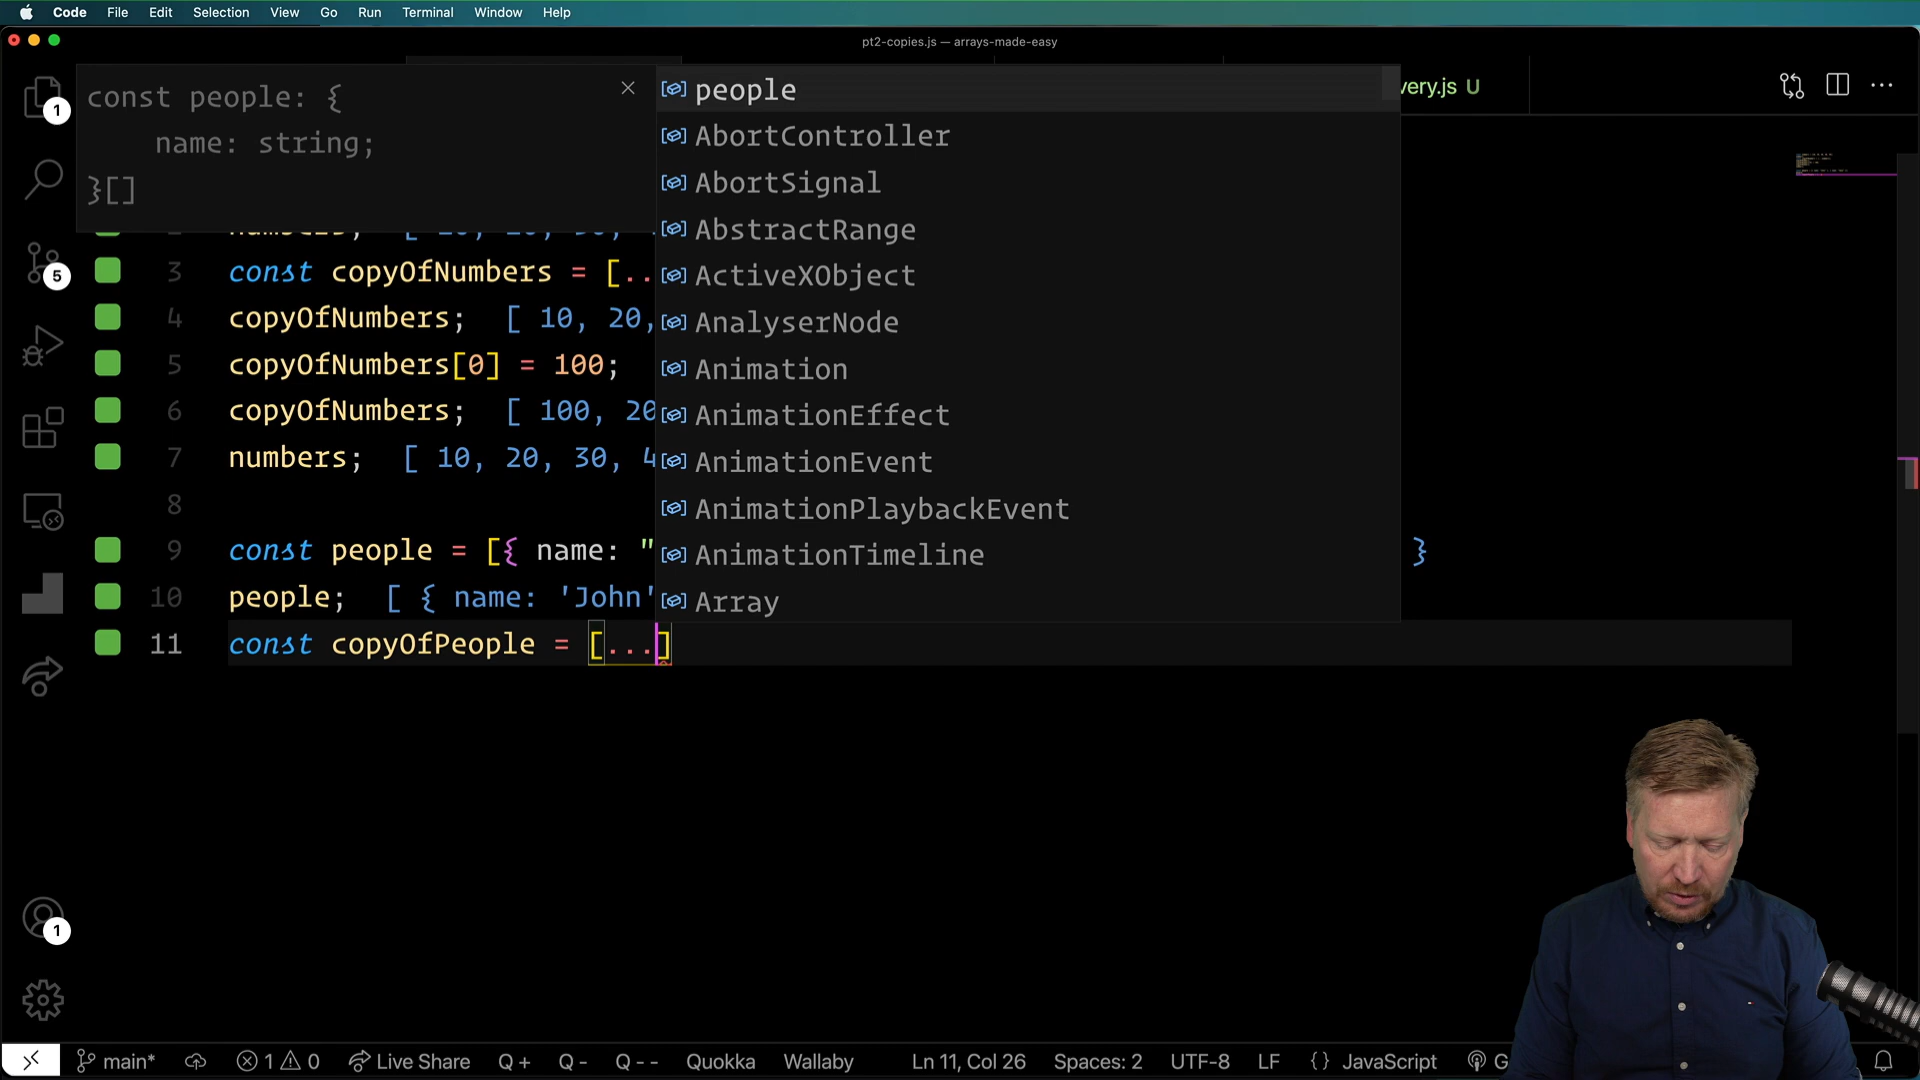 Code File Edit Selection View Go Run Terminal Window Help
pt2-copies.js — arrays-made-easy
const people: {
name: string;
}[]
people
AbortController
AbortSignal
AbstractRange
ActiveXObject
AnalyserNode
Animation
AnimationEffect
AnimationEvent
AnimationPlaybackEvent
AnimationTimeline
Array
very.js U
1
5
1
3 const copyOfNumbers = [...
4 copyOfNumbers; [ 10, 20,
5 copyOfNumbers[0] = 100;
6 copyOfNumbers; [ 100, 20
7 numbers; [ 10, 20, 30, 4
8
9 const people = [{ name: " }
10 people; [ { name: 'John'
11 const copyOfPeople = [...]
main* 1 0 Live Share Q + Q - Q -- Quokka Wallaby Ln 11, Col 26 Spaces: 2 UTF-8 LF {} JavaScript G